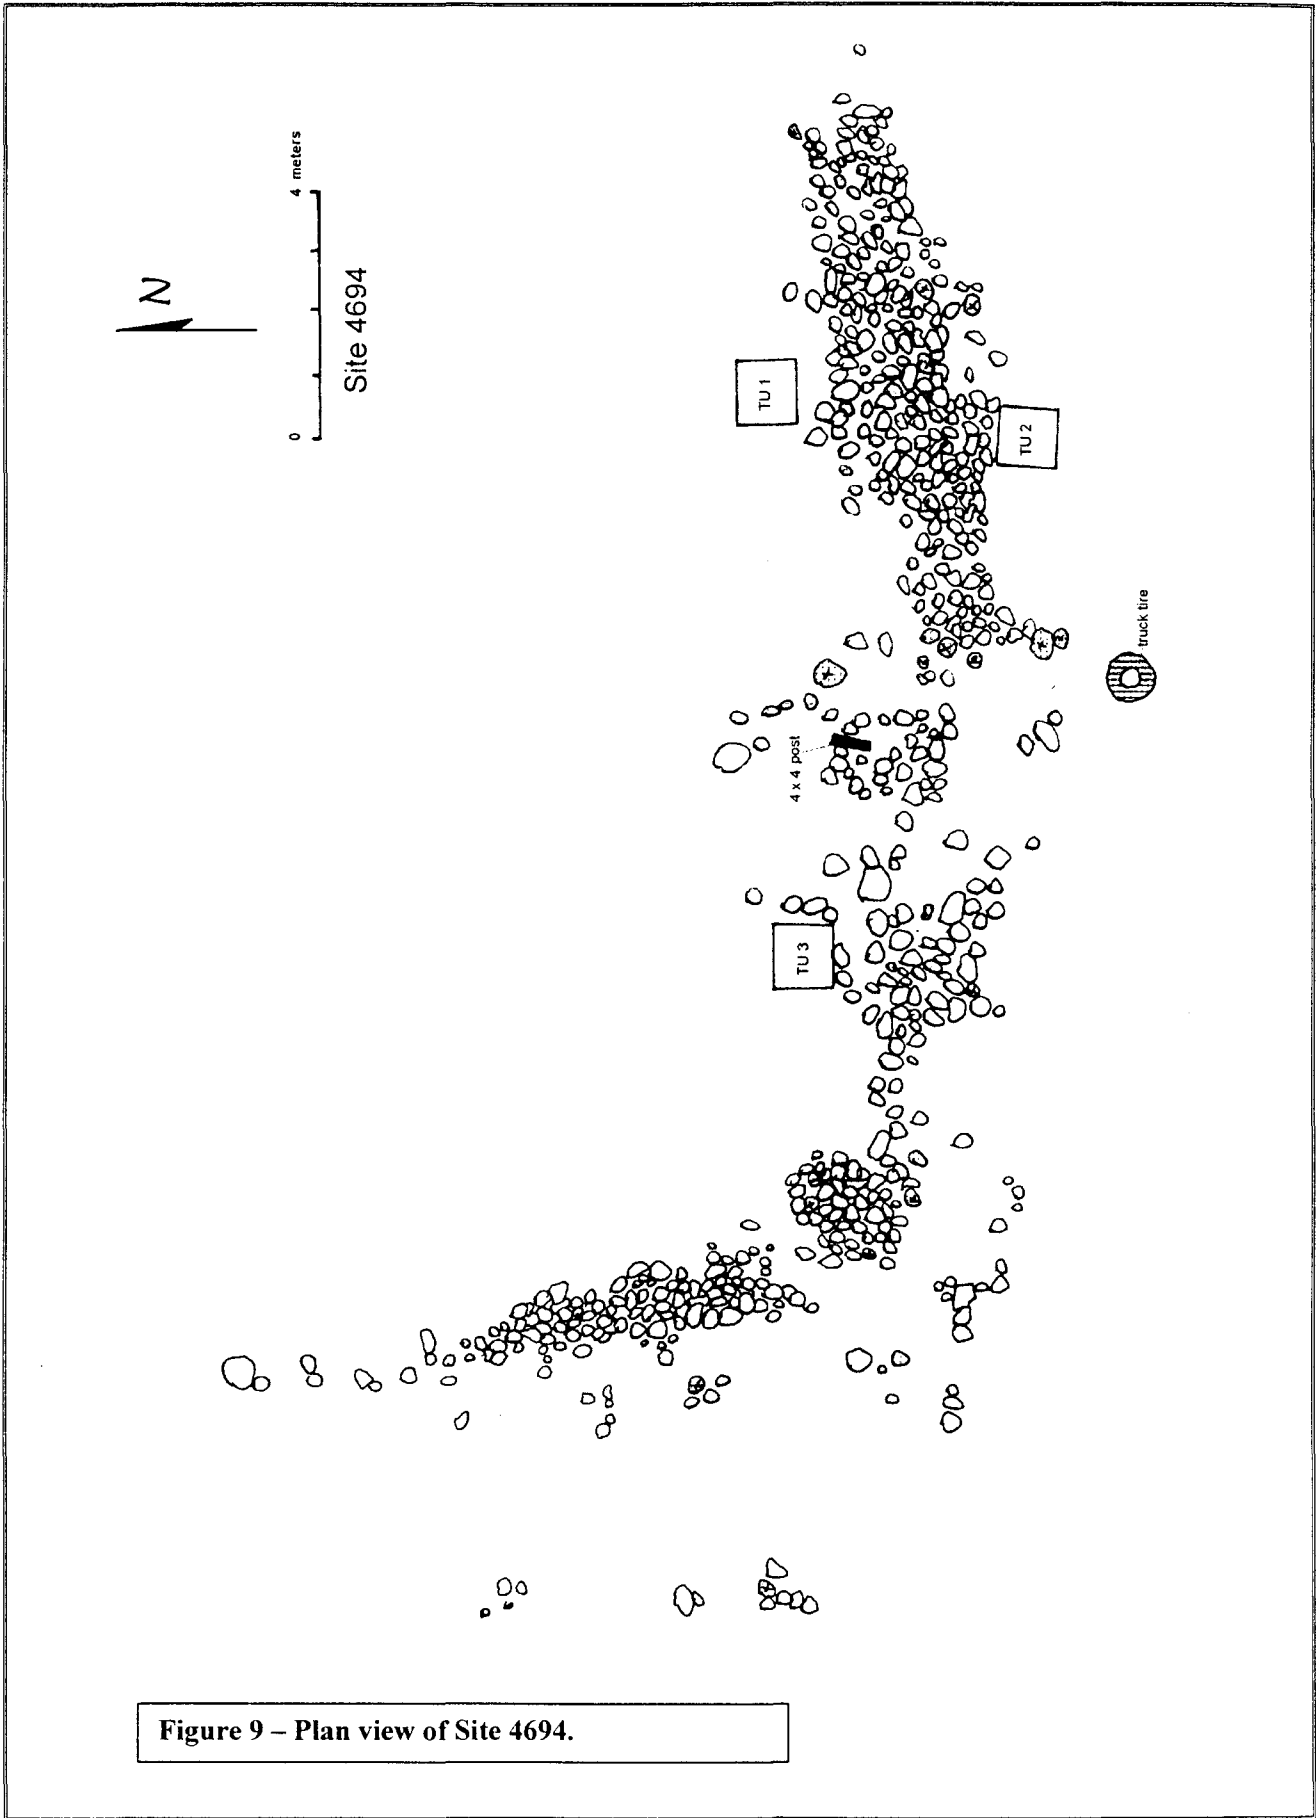 N
0
4 meters
Site 4694
TU 1
TU 2
truck tire
4 x 4 post
TU 3
Figure 9 – Plan view of Site 4694.